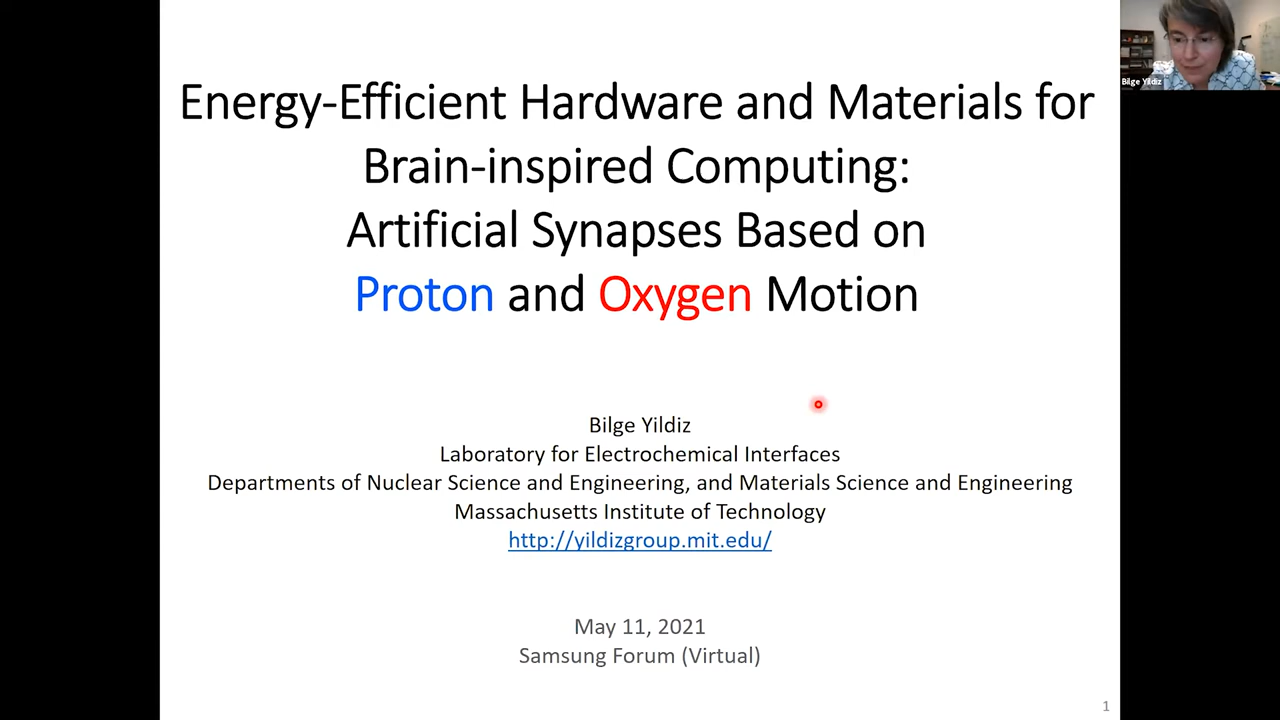 Energy-Efficient Hardware and Materials for
Brain-inspired Computing:
Artificial Synapses Based on
Proton and Oxygen Motion
Bilge Yildiz
Bilge Yildiz
Laboratory for Electrochemical Interfaces
Departments of Nuclear Science and Engineering, and Materials Science and Engineering
Massachusetts Institute of Technology
http://yildizgroup.mit.edu/
May 11, 2021
Samsung Forum (Virtual)
1